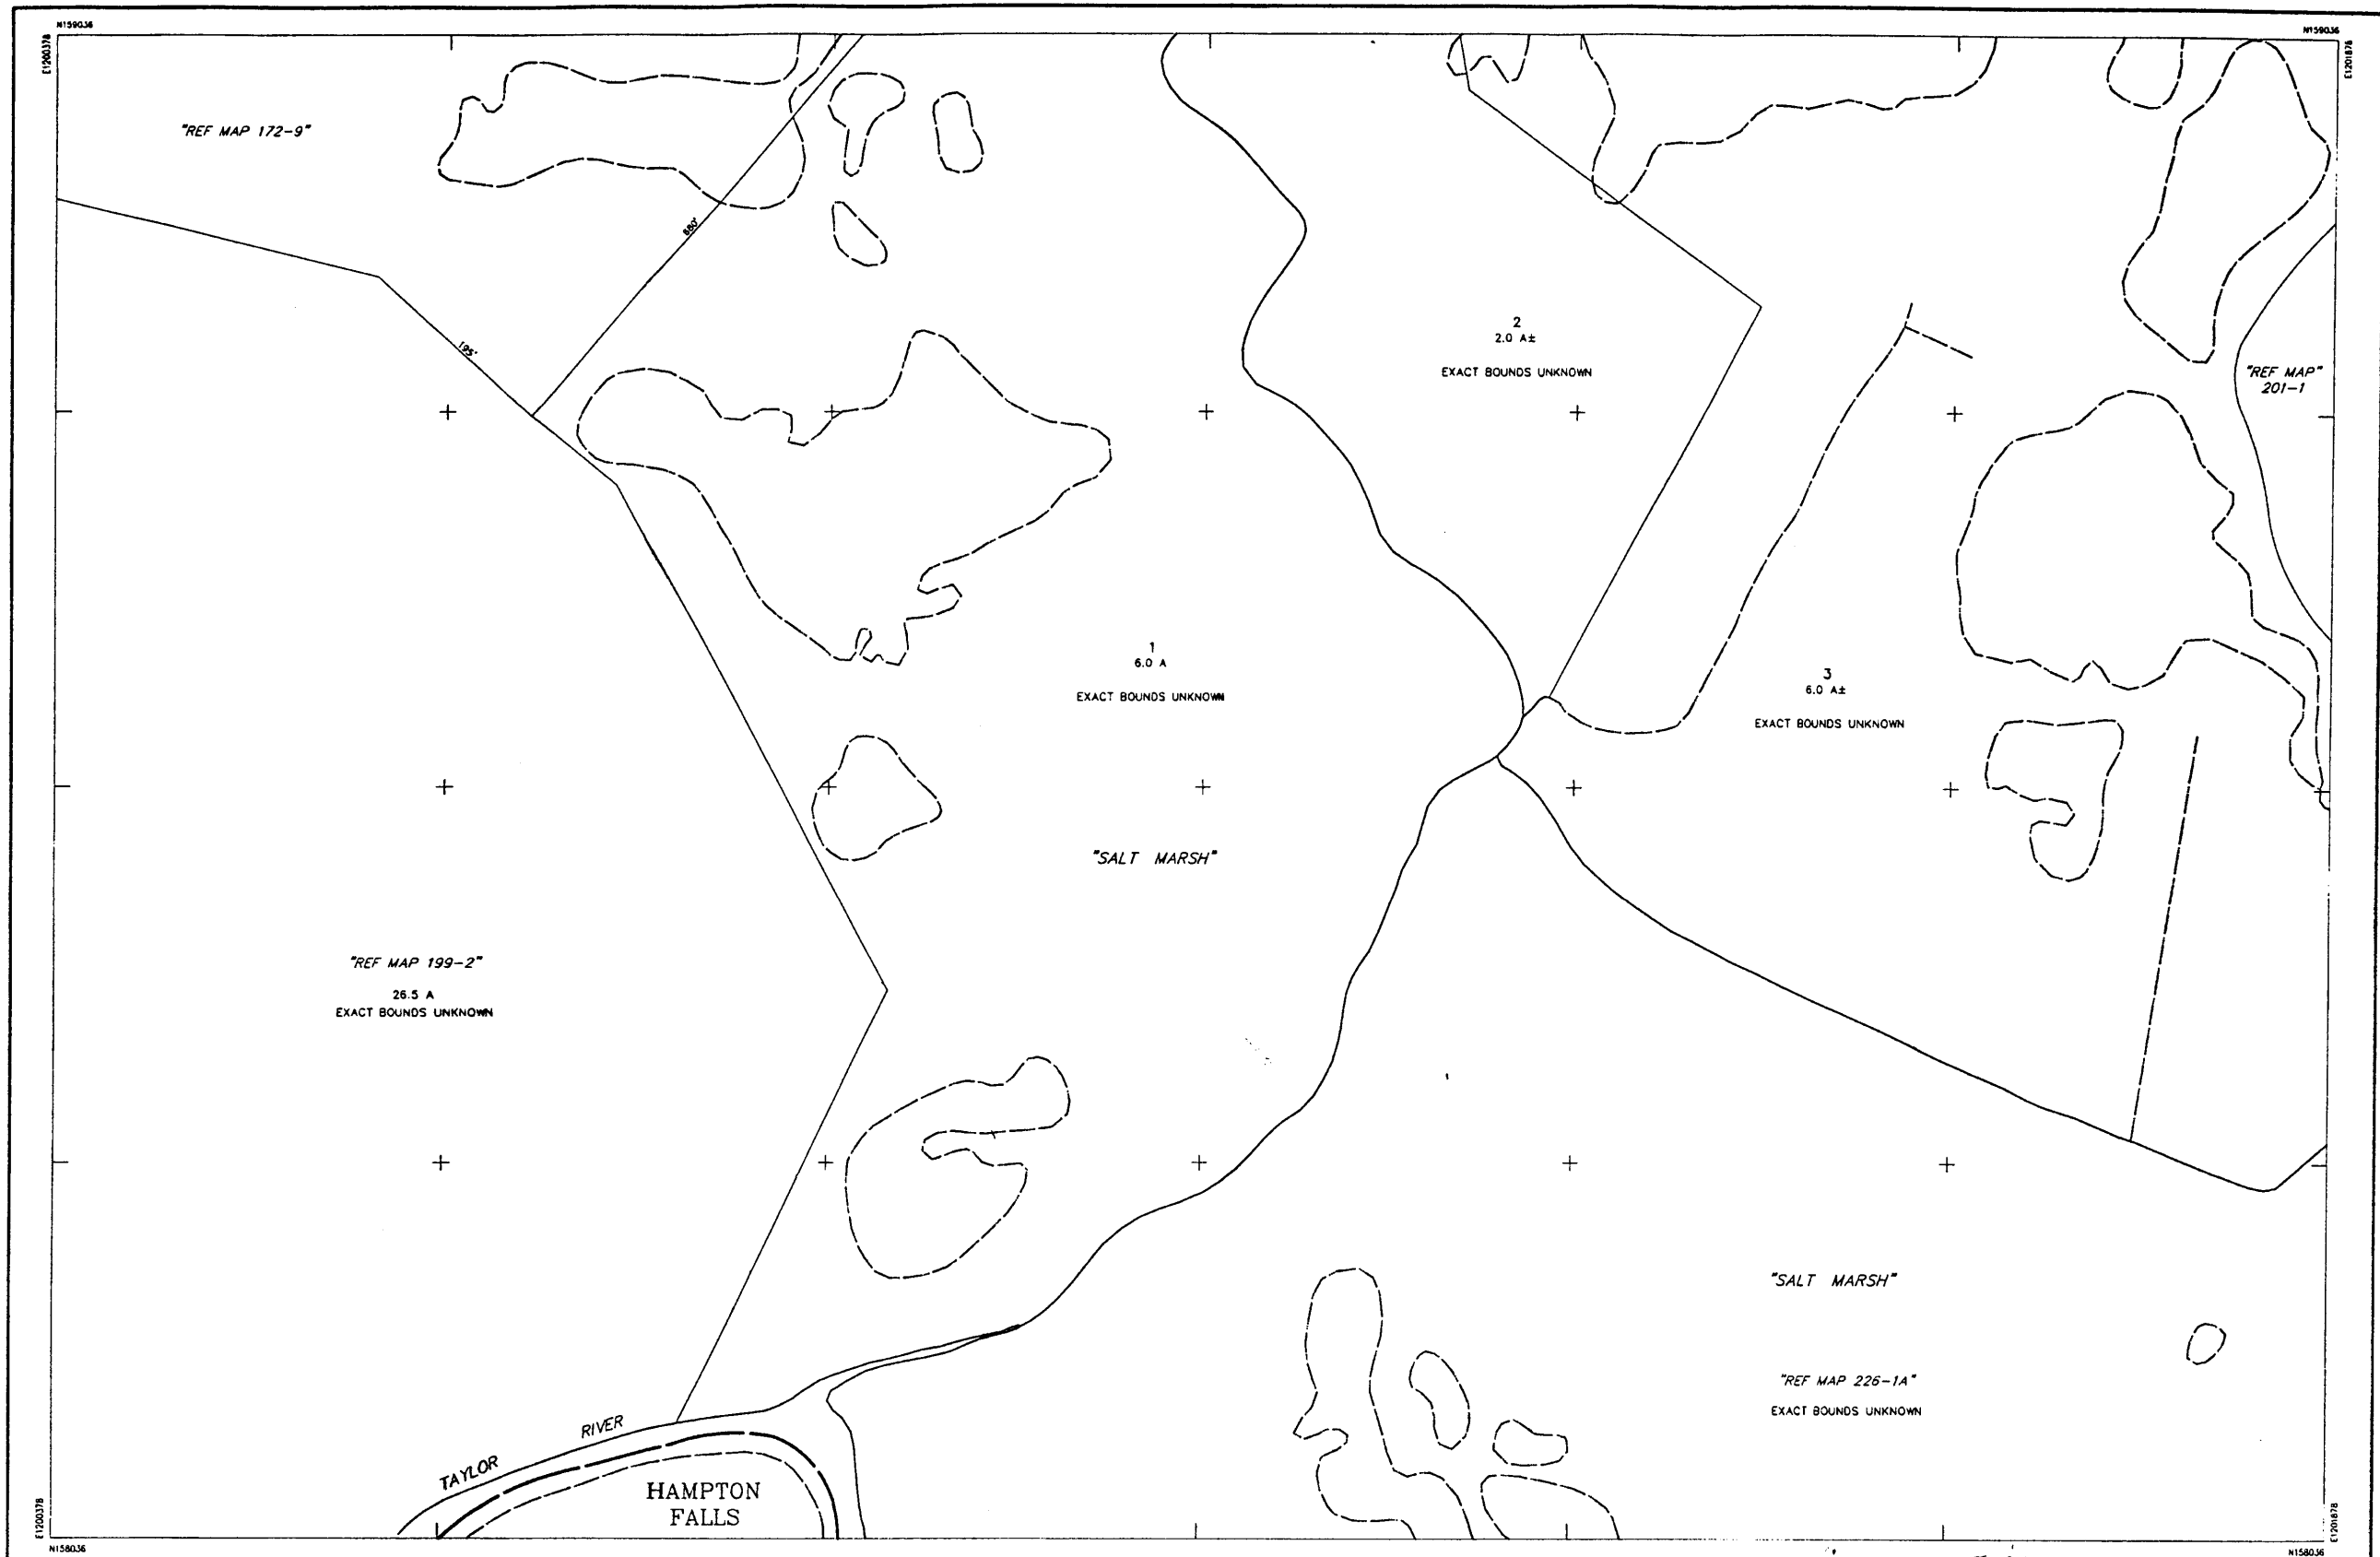 N159036
N159036
E1200378
E1201878
"REF MAP 172-9"
880'
195'
2
2.0 A±
EXACT BOUNDS UNKNOWN
"REF MAP"
201-1
1
6.0 A
EXACT BOUNDS UNKNOWN
3
6.0 A±
EXACT BOUNDS UNKNOWN
"SALT MARSH"
"REF MAP 199-2"
26.5 A
EXACT BOUNDS UNKNOWN
"SALT MARSH"
"REF MAP 226-1A"
EXACT BOUNDS UNKNOWN
TAYLOR RIVER
HAMPTON
FALLS
E1200378
E1201878
N158036
N158036